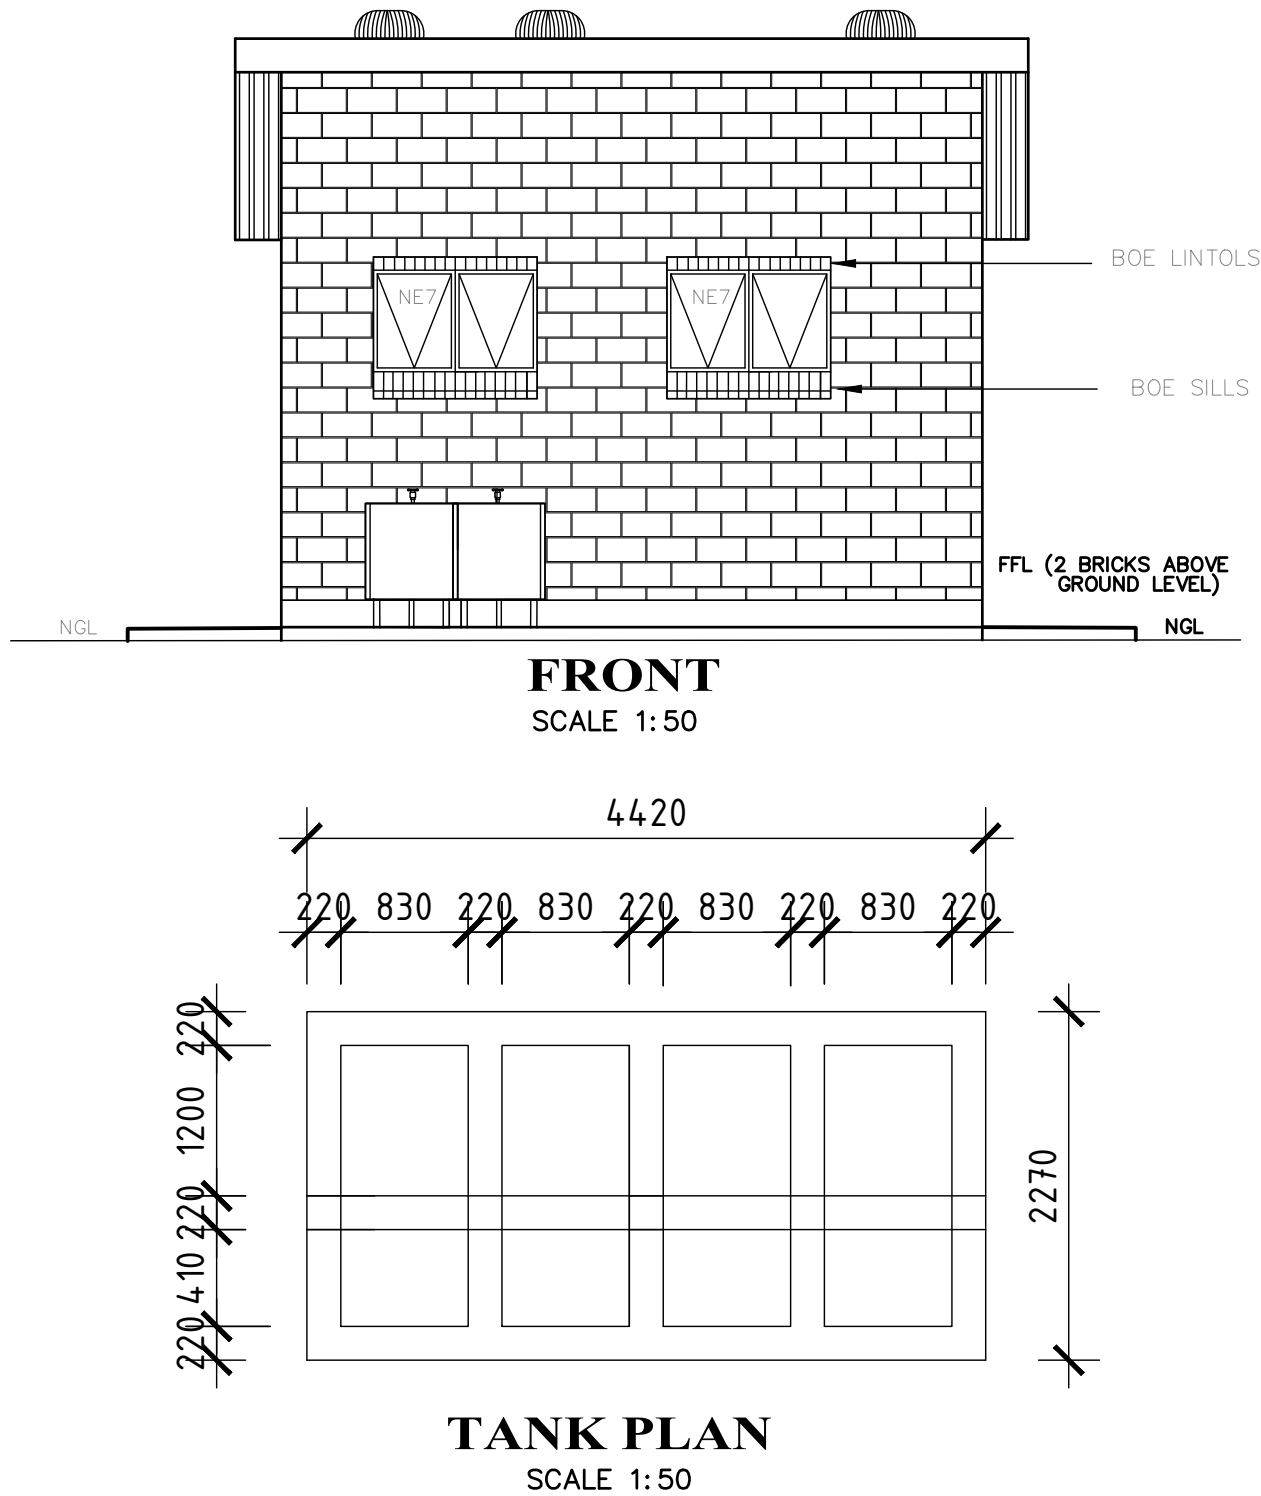 BOE LINTOLS
NE7 NE7
BOE SILLS
FFL (2 BRICKS ABOVE
GROUND LEVEL)
NGL NGL
FRONT
SCALE 1:50
4420
220 830 220 830 220 830 220 830 220
220
1200
220
410
220
2270
TANK PLAN
SCALE 1:50